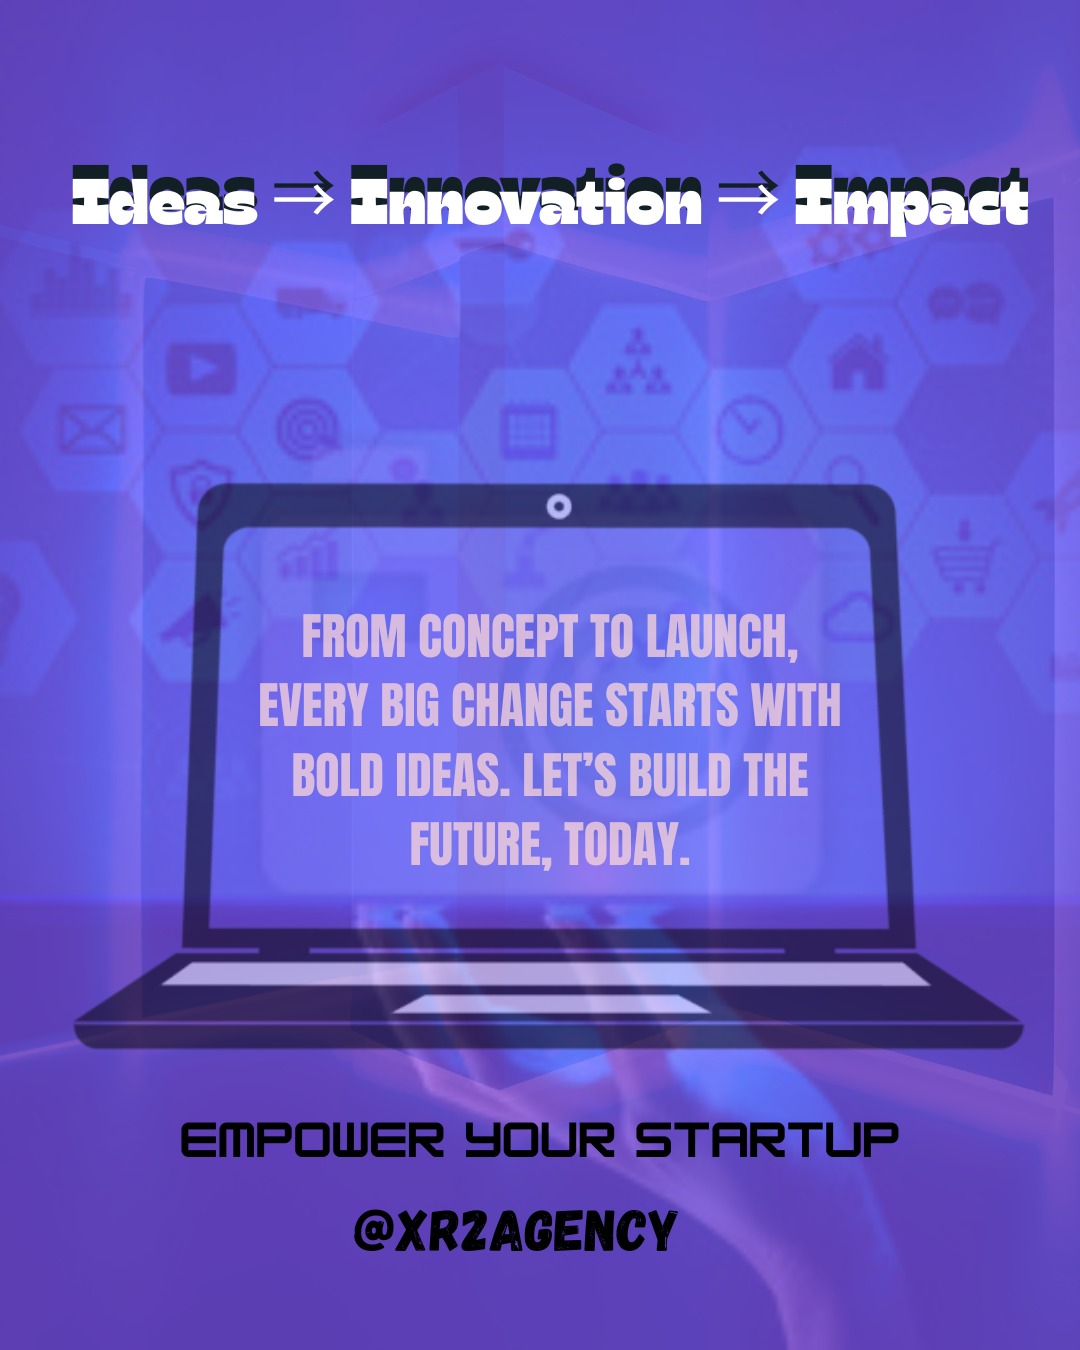 Ideas → Innovation → Impact
FROM CONCEPT TO LAUNCH,
EVERY BIG CHANGE STARTS WITH
BOLD IDEAS. LET’S BUILD THE
FUTURE, TODAY.
EMPOWER YOUR STARTUP
@XR2AGENCY